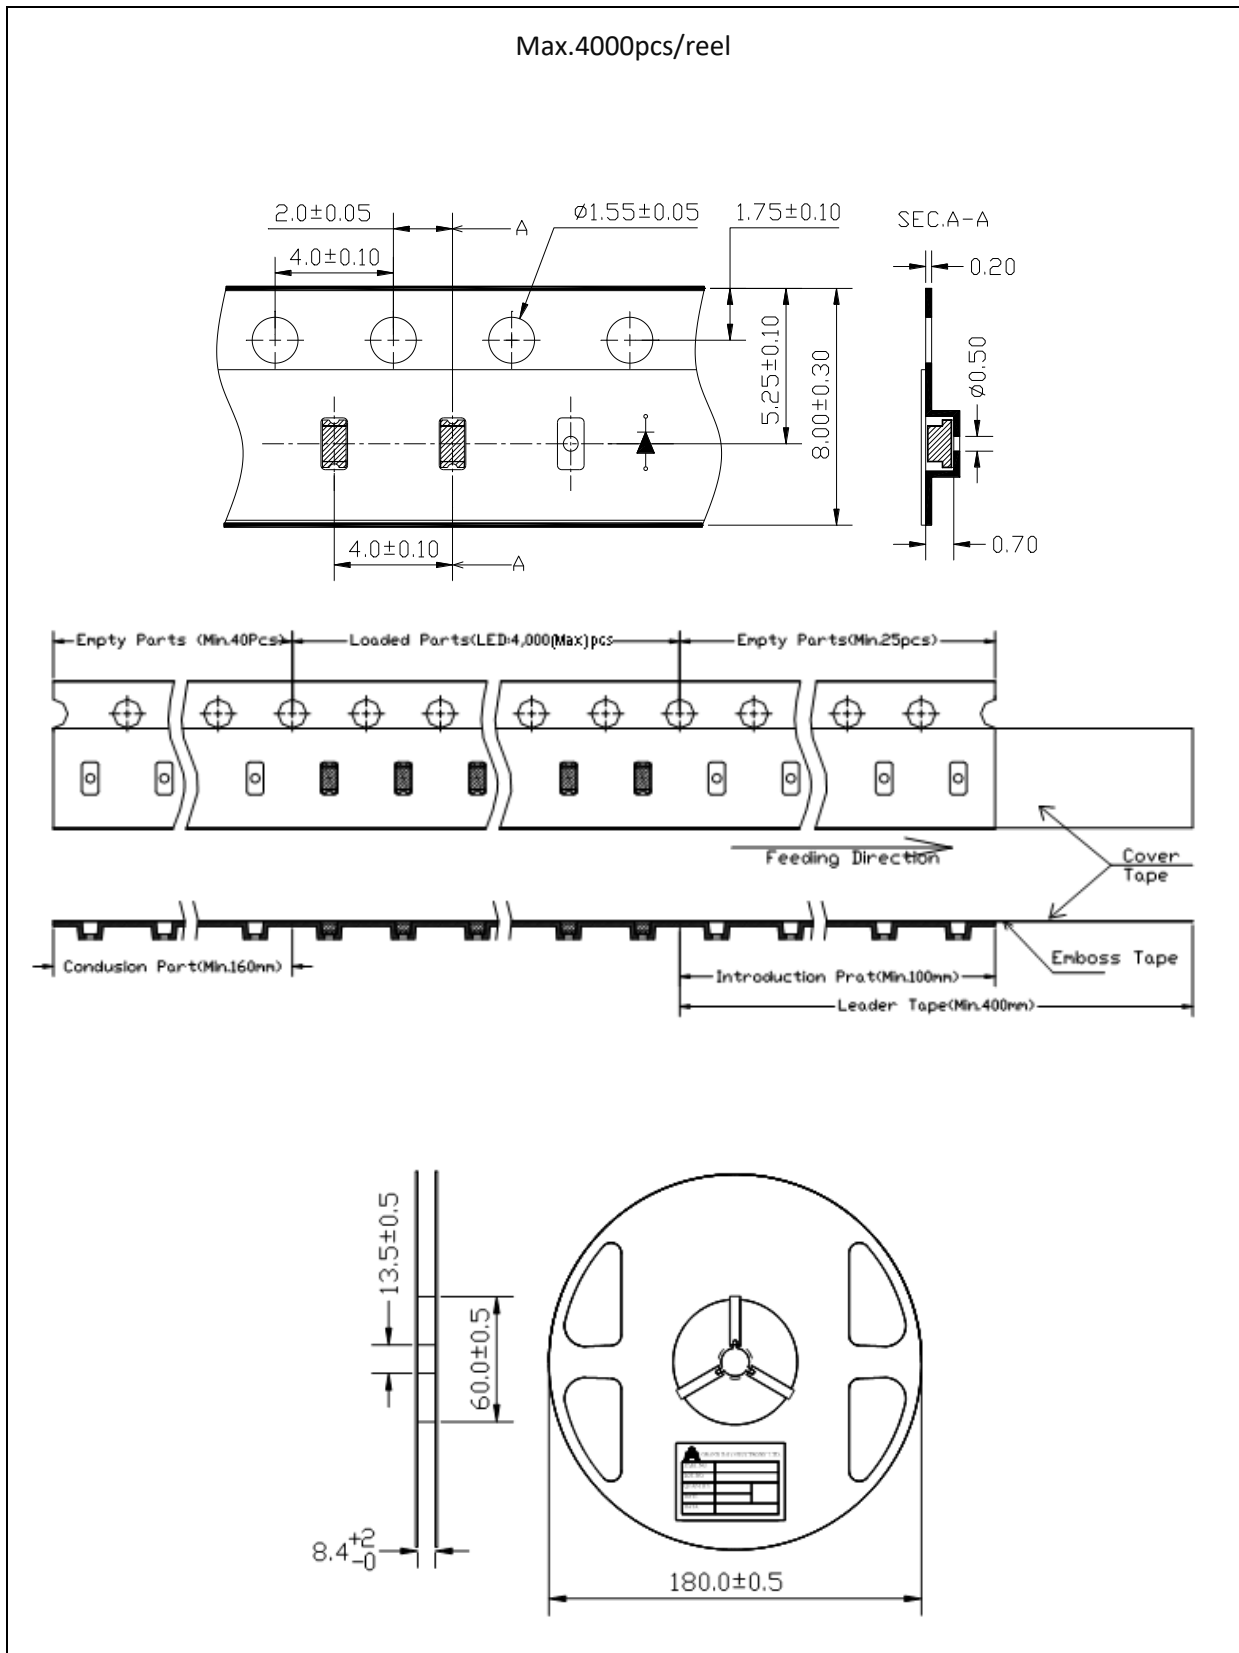 Max.4000pcs/reel
2.0±0.05
A
ø1.55±0.05
1.75±0.10
SEC.A-A
4.0±0.10
0.20
5.25±0.10
8.00±0.30
ø0.50
4.0±0.10
A
0.70
Empty Parts (Min.40Pcs)
Loaded Parts(LED:4,000(Max)pcs
Empty Parts(Min.25pcs)
Feeding Direction
Cover
Tape
Condusion Part(Min.160mm)
Introduction Prat(Min.100mm)
Emboss Tape
Leader Tape(Min.400mm)
13.5±0.5
60.0±0.5
8.4+2-0
A
180.0±0.5